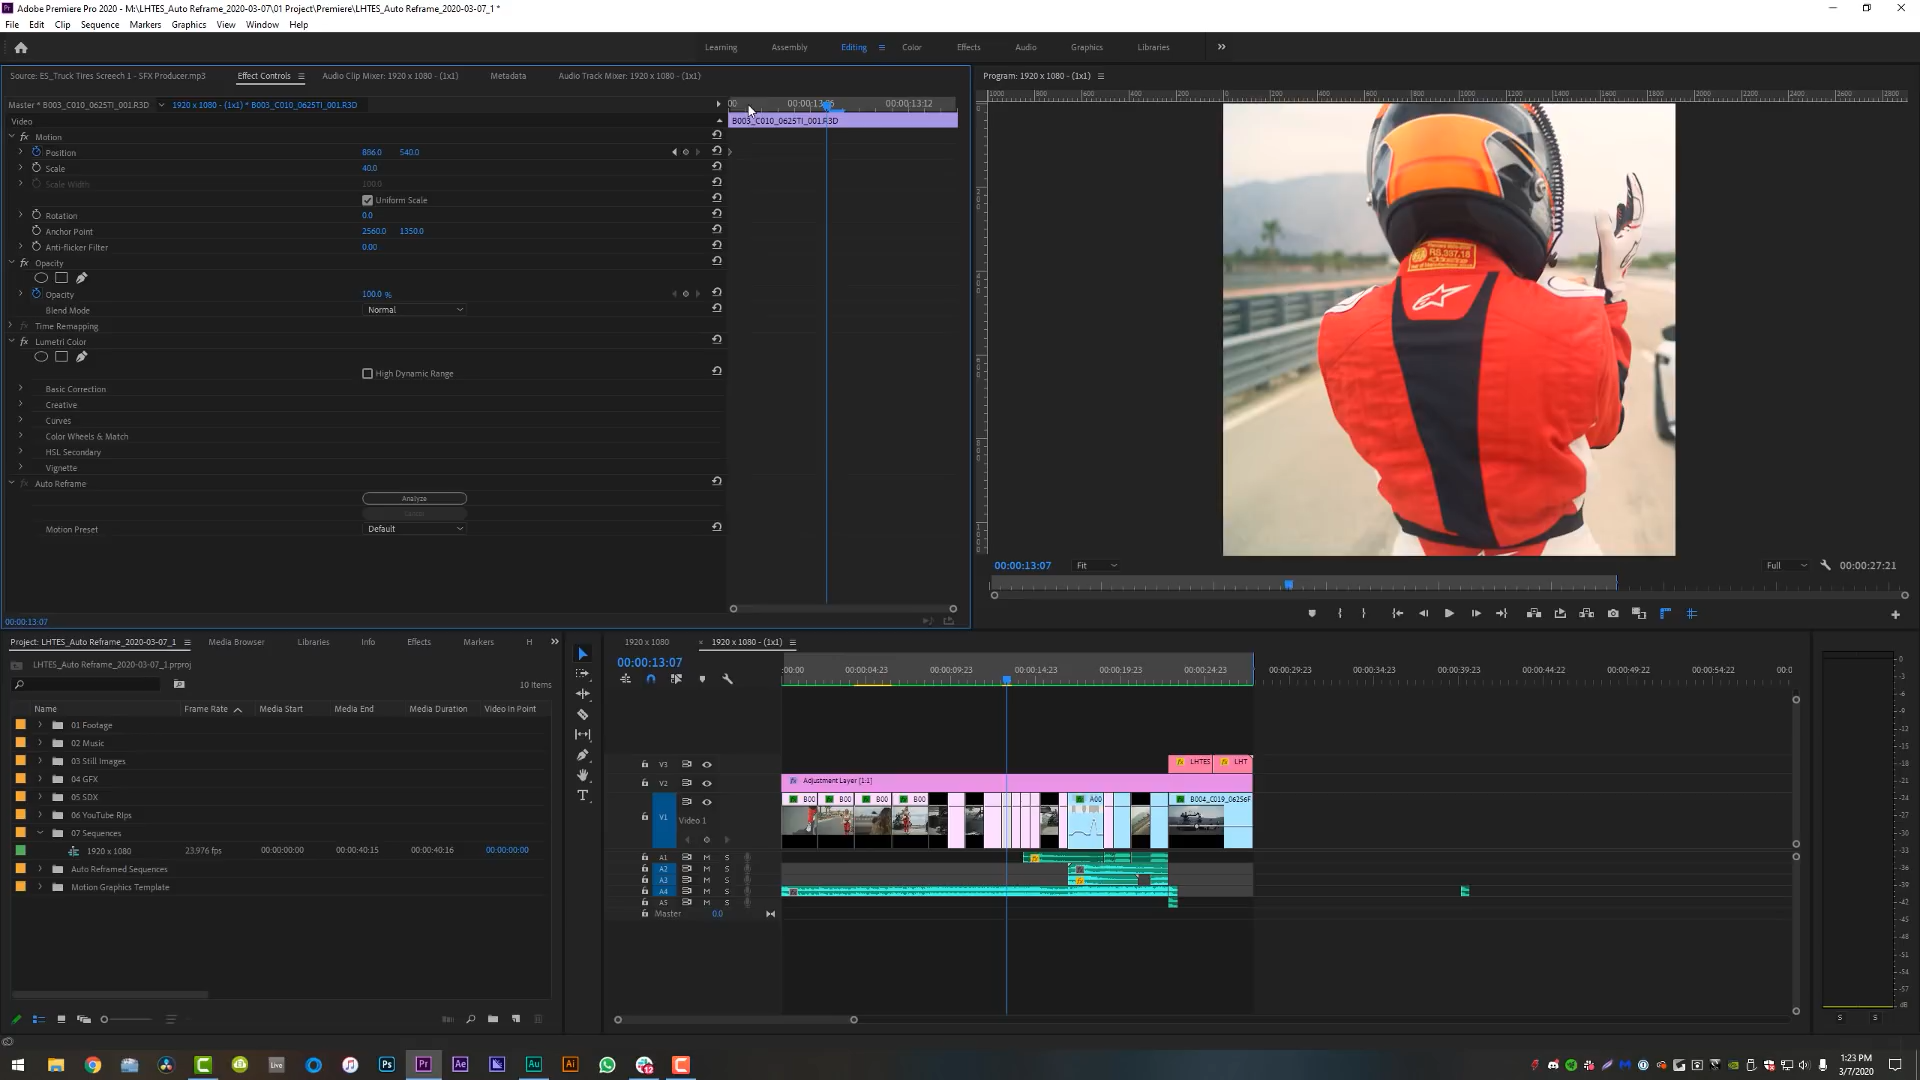 Adobe Premiere Pro 2020 - M:\LHTES_Auto Reframe_2020-03-07\01 Project\Premiere\LHTES_Auto Reframe_2020-03-07_1 *
File Edit Clip Sequence Markers Graphics View Window Help
Learning Assembly Editing Color Effects Audio Graphics Libraries
Source: ES_Truck Tires Screech 1 - SFX Producer.mp3 Effect Controls Audio Clip Mixer: 1920 x 1080 - (1x1) Metadata Audio Track Mixer: 1920 x 1080 - (1x1)
Program: 1920 x 1080 - (1x1)
Master * B003_C010_0625TI_001.R3D 1920 x 1080 - (1x1) * B003_C010_0625TI_001.R3D
00:00:13:12
Video
B003_C010_0625TI_001.R3D
Motion
Position 886.0 540.0
Scale 40.0
Scale Width 100.0
Uniform Scale
Rotation 0.0
Anchor Point 2560.0 1350.0
Anti-flicker Filter 0.00
Opacity
Opacity 100.0 %
Blend Mode Normal
Time Remapping
Lumetri Color
High Dynamic Range
Basic Correction
Creative
Curves
Color Wheels & Match
HSL Secondary
Vignette
Auto Reframe
Analyze
Motion Preset Default
00:00:13:07
00:00:13:07 Fit Full 00:00:27:21
Project: LHTES_Auto Reframe_2020-03-07_1 Media Browser Libraries Info Effects Markers H
LHTES_Auto Reframe_2020-03-07_1.prproj
10 Items
Name Frame Rate Media Start Media End Media Duration Video In Point
01 Footage
02 Music
03 Still Images
04 GFX
05 SDX
06 YouTube RIps
07 Sequences
1920 x 1080 23.976 fps 00:00:00:00 00:00:40:15 00:00:40:16 00:00:00:00
Auto Reframed Sequences
Motion Graphics Template
1920 x 1080 1920 x 1080 - (1x1)
00:00:13:07
:00:00 00:00:04:23 00:00:09:23 00:00:14:23 00:00:19:23 00:00:24:23 00:00:29:23 00:00:34:23 00:00:39:23 00:00:44:22 00:00:49:22 00:00:54:22 00:0
V3 LHTES LHT
V2 Adjustment Layer [1:1]
B00 B00 B00 B00 A00 B004_C019_06256F
V1 Video 1
A1 M S
A2 M S
A3 M S
A4 M S
A5 M S
Master 0.0
S S
1:23 PM
3/7/2020